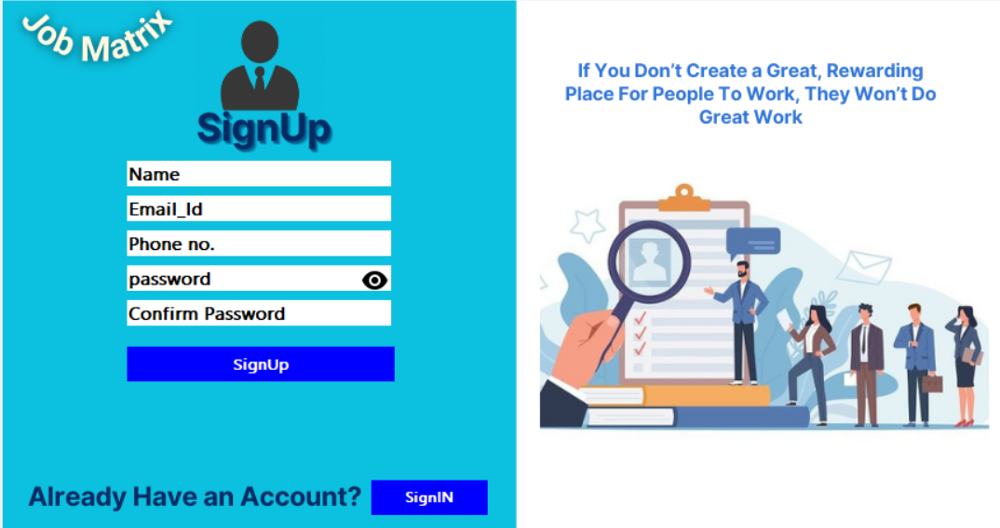 Job Matrix
SignUp
Name
Email_Id
Phone no.
password
Confirm Password
SignUp
Already Have an Account?
SignIN
If You Don't Create a Great, Rewarding
Place For People To Work, They Won't Do
Great Work